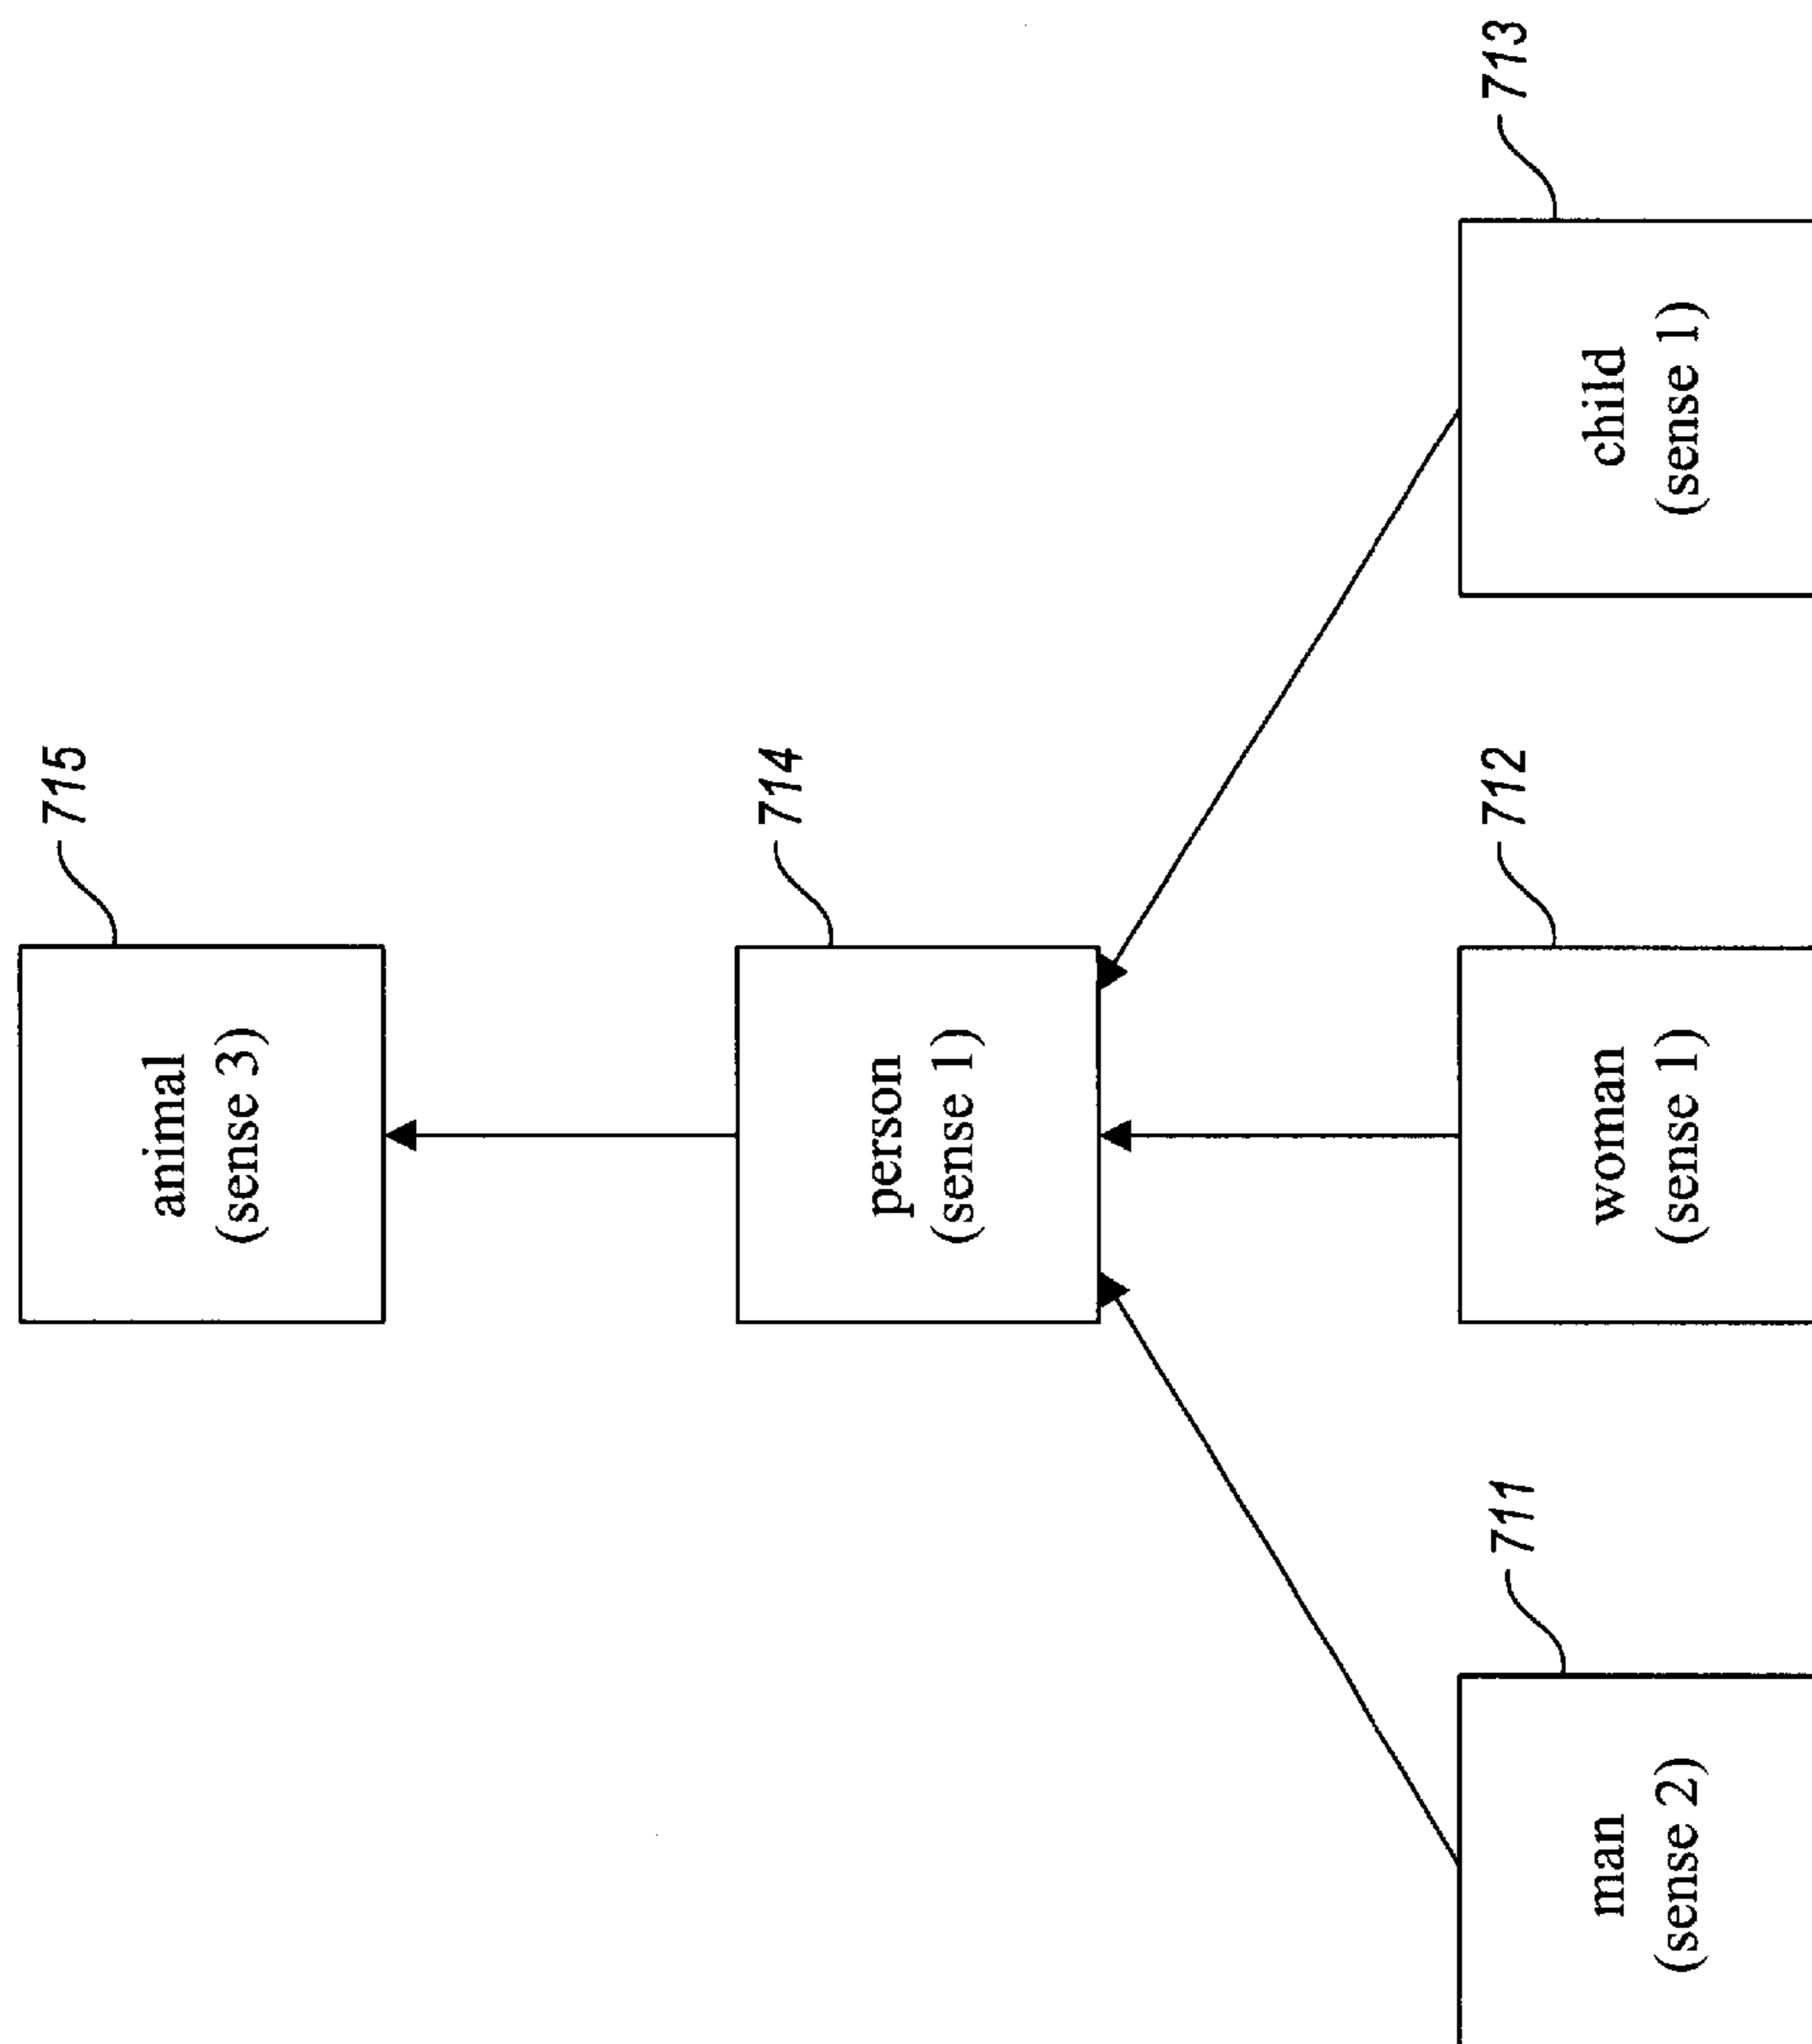 715
animal
(sense 3)
714
person
(sense 1)
711
man
(sense 2)
712
woman
(sense 1)
713
child
(sense 1)